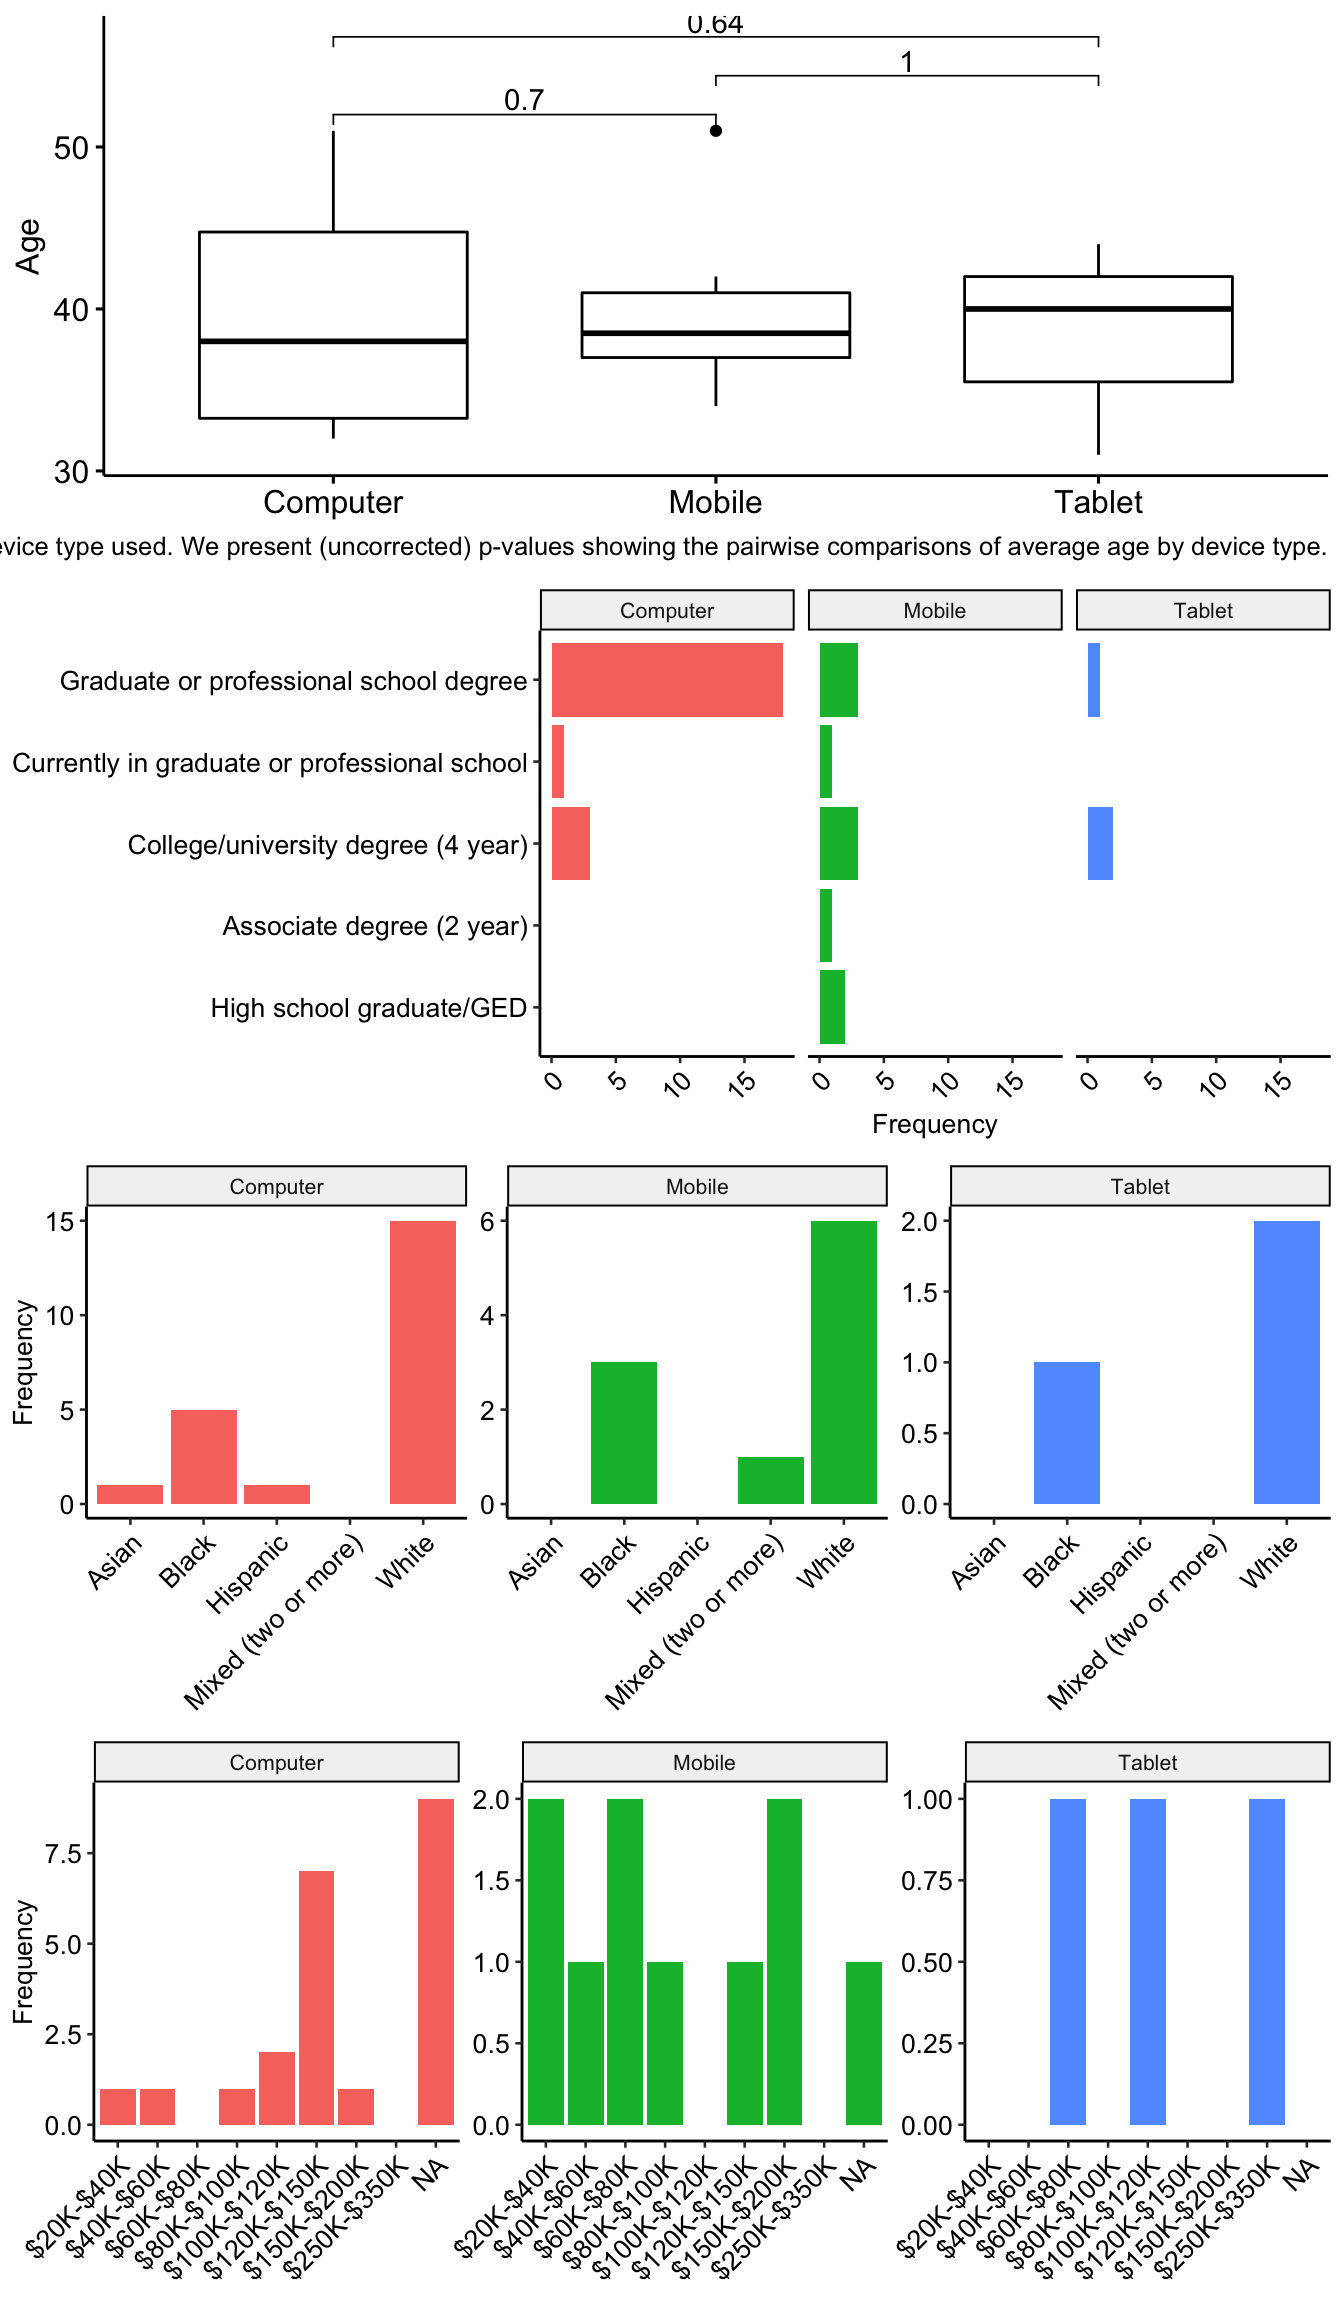 0.64
1
0.7
50
40
30
Age
Computer Mobile Tablet
device type used. We present (uncorrected) p-values showing the pairwise comparisons of average age by device type.
Computer Mobile Tablet
Graduate or professional school degree
Currently in graduate or professional school
College/university degree (4 year)
Associate degree (2 year)
High school graduate/GED
0 5 10 15 0 5 10 15 0 5 10 15
Frequency
Computer Mobile Tablet
Frequency
15
10
5
0
6
4
2
0
2.0
1.5
1.0
0.5
0.0
Asian Black Hispanic Mixed (two or more) White
Asian Black Hispanic Mixed (two or more) White
Asian Black Hispanic Mixed (two or more) White
Computer Mobile Tablet
Frequency
7.5
5.0
2.5
0.0
2.0
1.5
1.0
0.5
0.0
1.00
0.75
0.50
0.25
0.00
$20K-$40K $40K-$60K $60K-$80K $80K-$100K $100K-$120K $120K-$150K $150K-$200K $250K-$350K NA
$20K-$40K $40K-$60K $60K-$80K $80K-$100K $100K-$120K $120K-$150K $150K-$200K $250K-$350K NA
$20K-$40K $40K-$60K $60K-$80K $80K-$100K $100K-$120K $120K-$150K $150K-$200K $250K-$350K NA